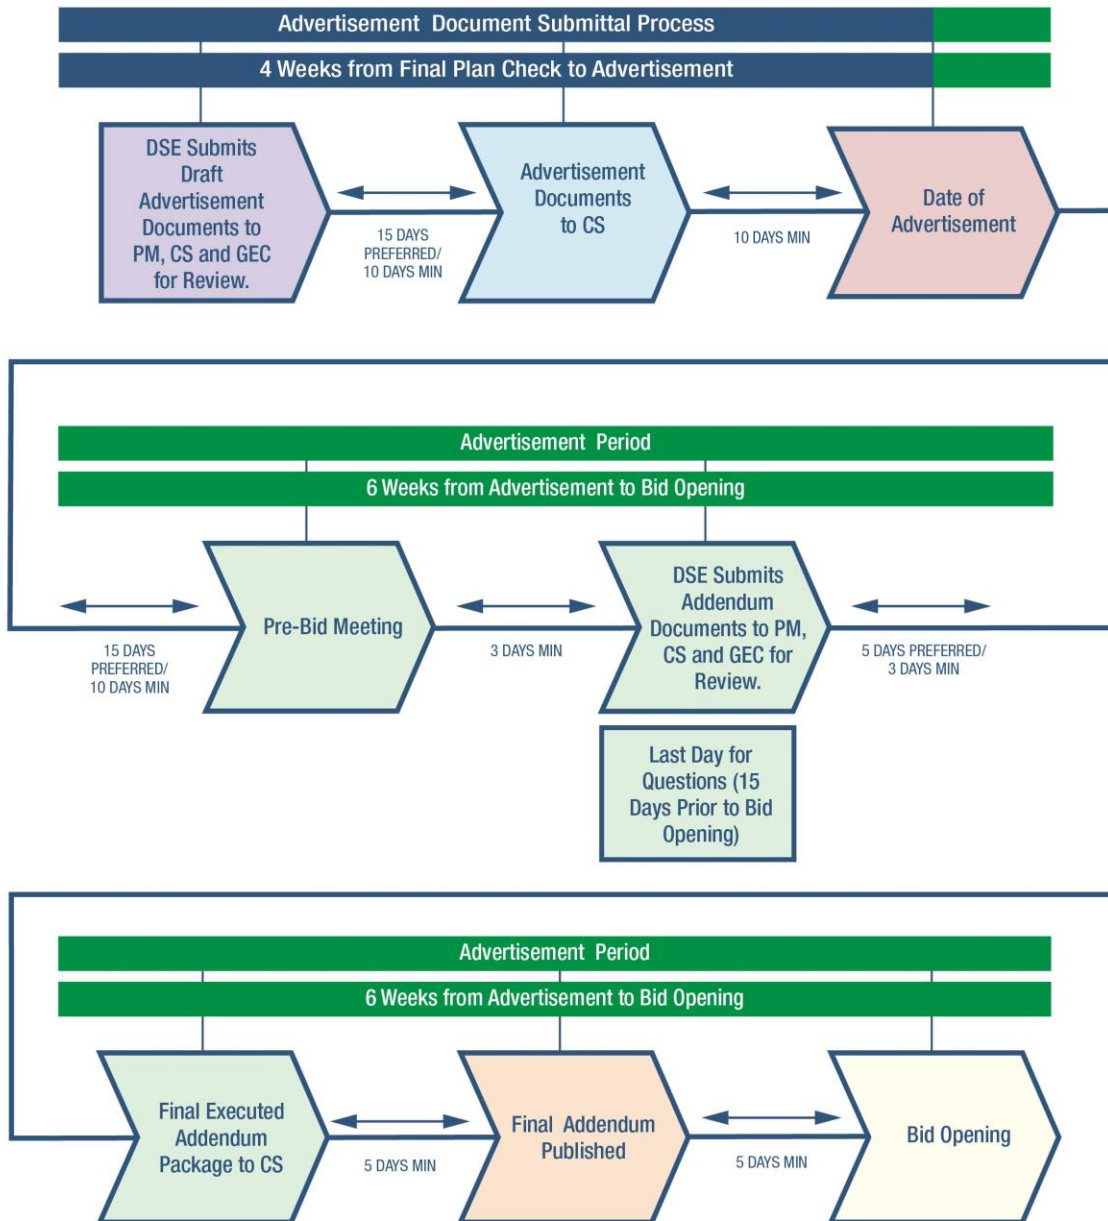 Advertisement Document Submittal Process
4 Weeks from Final Plan Check to Advertisement
DSE Submits
Draft
Advertisement
Documents to
PM, CS and GEC
for Review.
15 DAYS
PREFERRED/
10 DAYS MIN
Advertisement
Documents
to CS
10 DAYS MIN
Date of
Advertisement
Advertisement Period
6 Weeks from Advertisement to Bid Opening
15 DAYS
PREFERRED/
10 DAYS MIN
Pre-Bid Meeting
3 DAYS MIN
DSE Submits
Addendum
Documents to PM,
CS and GEC for
Review.
5 DAYS PREFERRED/
3 DAYS MIN
Last Day for
Questions (15
Days Prior to Bid
Opening)
Advertisement Period
6 Weeks from Advertisement to Bid Opening
Final Executed
Addendum
Package to CS
5 DAYS MIN
Final Addendum
Published
5 DAYS MIN
Bid Opening